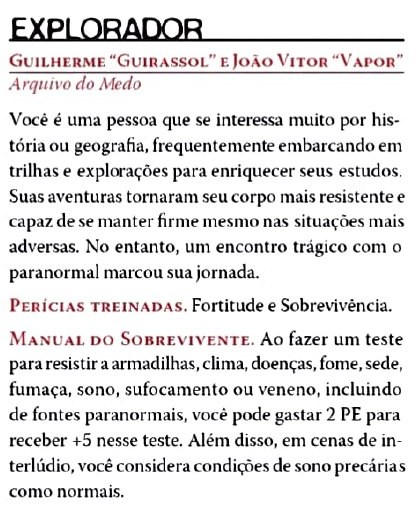 EXPLORADOR
GUILHERME "GUIRASSOL" E JOÃO VITOR "VAPOR"
Arquivo do Medo
Você é uma pessoa que se interessa muito por his-
tória ou geografia, frequentemente embarcando em
trilhas e explorações para enriquecer seus estudos.
Suas aventuras tornaram seu corpo mais resistente e
capaz de se manter firme mesmo nas situações mais
adversas. No entanto, um encontro trágico com o
paranormal marcou sua jornada.
PERÍCIAS TREINADAS. Fortitude e Sobrevivência.
MANUAL DO SOBREVIVENTE. Ao fazer um teste
para resistir a armadilhas, clima, doenças, fome, sede,
fumaça, sono, sufocamento ou veneno, incluindo
de fontes paranormais, você pode gastar 2 PE para
receber +5 nesse teste. Além disso, em cenas de in-
terlúdio, você considera condições de sono precárias
como normais.